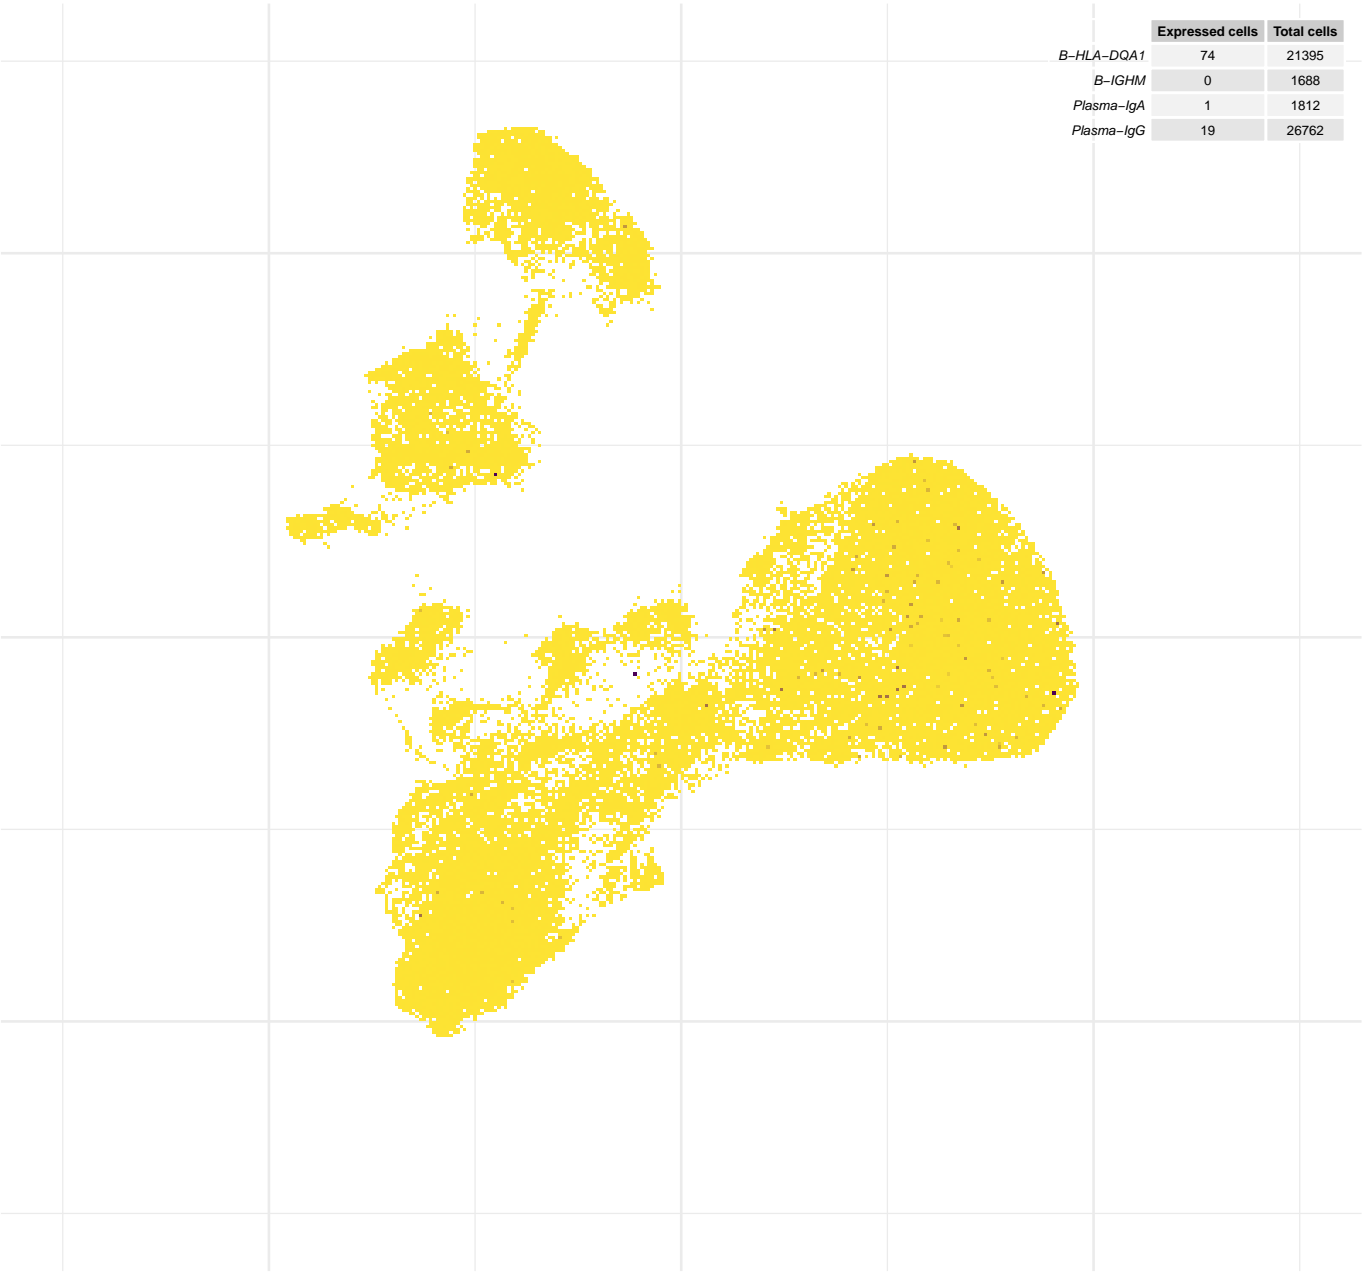 Expressed cells Total cells
B−HLA−DQA1 74 21395
B−IGHM 0 1688
Plasma−IgA 1 1812
Plasma−IgG 19 26762